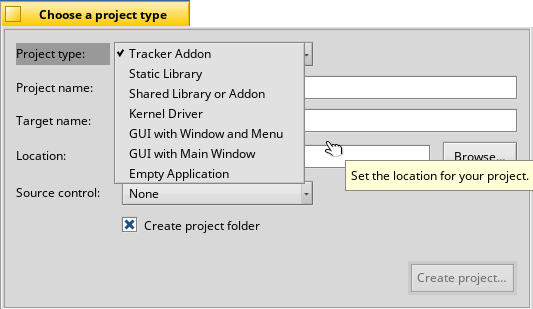 Choose a project type
Project type:
✓ Tracker Addon
Static Library
Shared Library or Addon
Project name:
Kernel Driver
Target name:
GUI with Window and Menu
GUI with Main Window
Location:
Browse...
Empty Application
Set the location for your project.
Source control:
None
Create project folder
Create project...